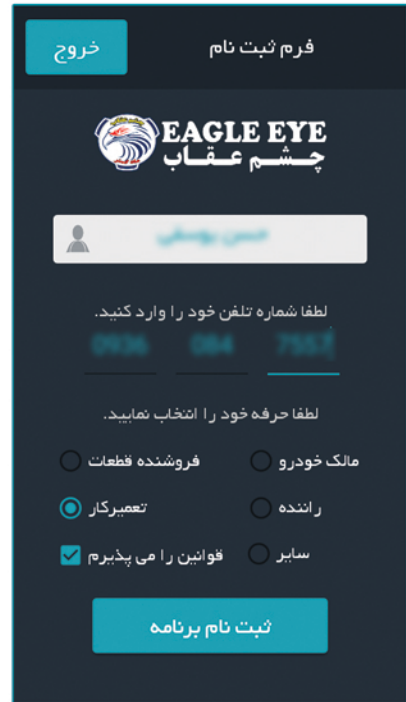 فرم ثبت نام
خروج
EAGLE EYE
چشم عقاب
لطفا شماره تلفن خود را وارد کنید.
لطفا حرفه خود را انتخاب نمایید.
مالک خودرو فروشنده قطعات
راننده تعمیرکار
سایر قوانین را می پذیرم
ثبت نام برنامه